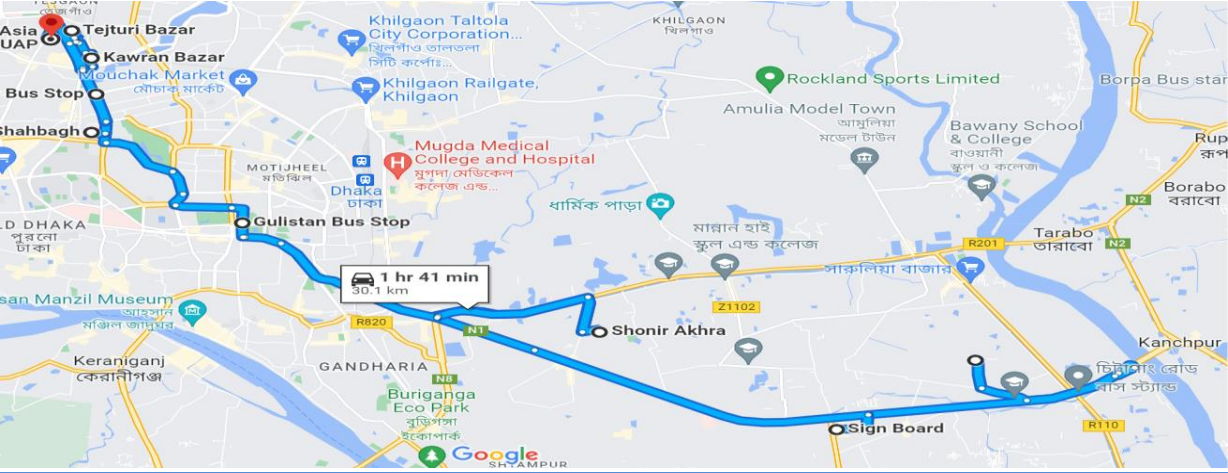 তেজগাঁও
Asia
UAP
Tejturi Bazar
Kawran Bazar
Mouchak Market
মৌচাক মার্কেট
Bus Stop
Shahbagh
Khilgaon Taltola
City Corporation...
খিলগাঁও তালতলা
সিটি কর্পোঃ...
Khilgaon Railgate,
Khilgaon
KHILGAON
খিলগাঁও
Rockland Sports Limited
Borpa Bus star
Amulia Model Town
আমুলিয়া
মডেল টাউন
Bawany School
& College
বাওয়ানী
স্কুল ও কলেজ
Rup
রূপ
MOTIJHEEL
মতিঝিল
Mugda Medical
College and Hospital
মুগদা মেডিকেল
কলেজ এন্ড...
Dhaka
ঢাকা
Borabo
বরাবো
N2
ধার্মিক পাড়া
Gulistan Bus Stop
LD DHAKA
পুরনো
ঢাকা
মান্নান হাই
স্কুল এন্ড কলেজ
Tarabo
তারাবো
N2
R201
সারুলিয়া বাজার
1 hr 41 min
30.1 km
san Manzil Museum
আহসান
মঞ্জিল জাদুঘর
R820
N1
Z1102
Shonir Akhra
Keraniganj
কেরানীগঞ্জ
GANDHARIA
N8
Kanchpur
চিটাগাং রোড
বাস স্ট্যান্ড
Buriganga
Eco Park
বুড়িগঙ্গা
ইকোপার্ক
Sign Board
R110
Google